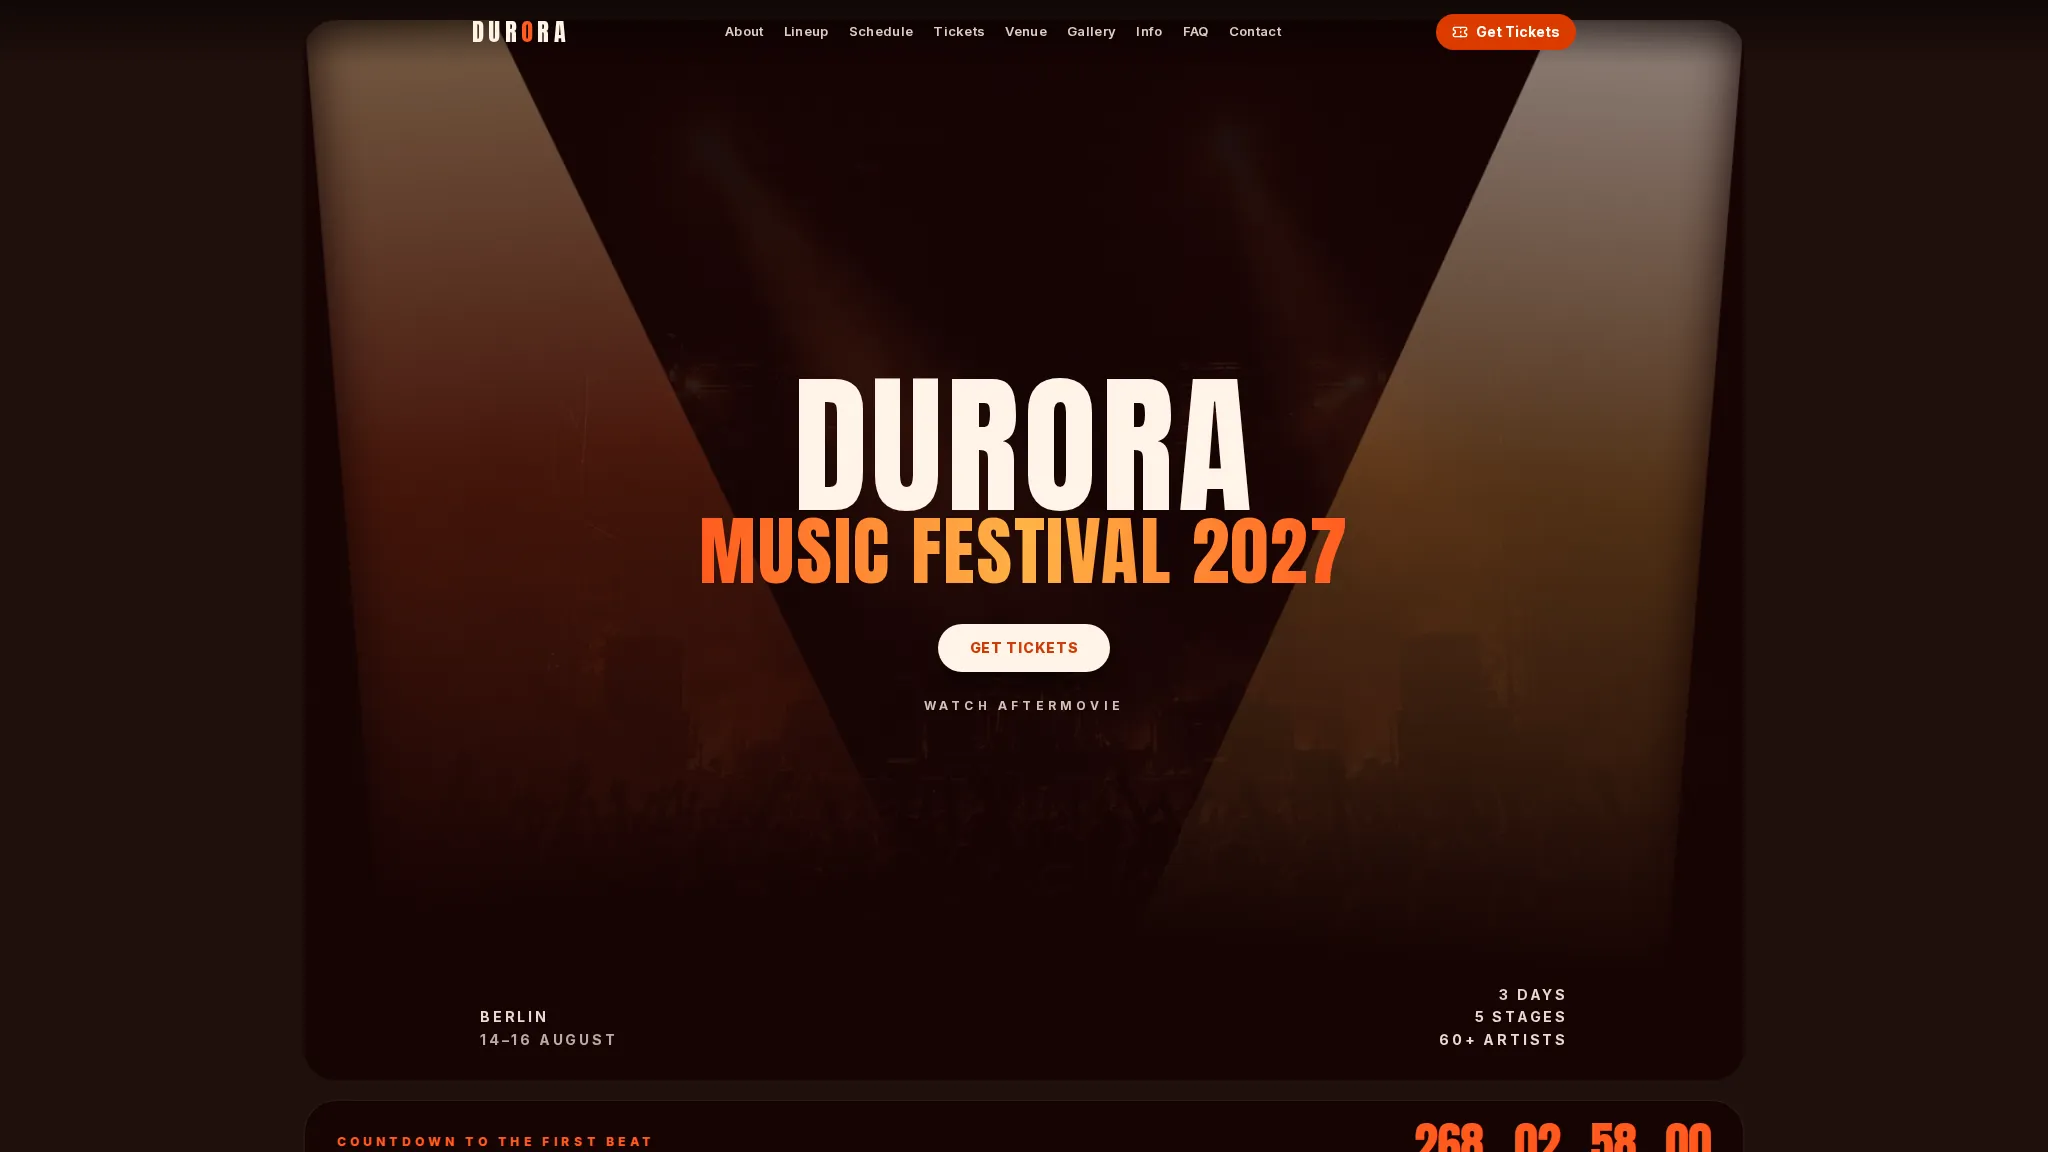 DURORA
About
Lineup
Schedule
Tickets
Venue
Gallery
Info
FAQ
Contact
Get Tickets
DURORA
MUSIC FESTIVAL 2027
GET TICKETS
WATCH AFTERMOVIE
BERLIN
14–16 AUGUST
3 DAYS
5 STAGES
60+ ARTISTS
COUNTDOWN TO THE FIRST BEAT
268 02 58 00